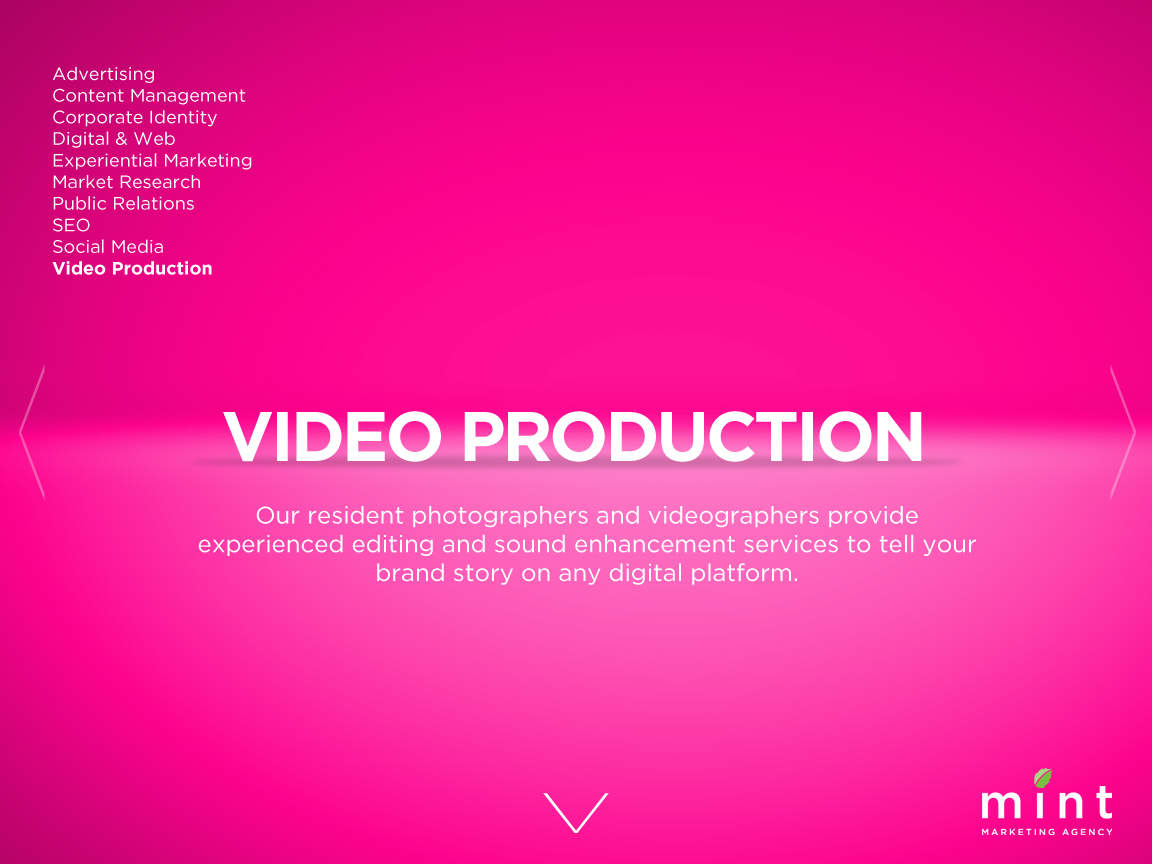 Advertising
Content Management
Corporate Identity
Digital & Web
Experiential Marketing
Market Research
Public Relations
SEO
Social Media
Video Production
VIDEO PRODUCTION
Our resident photographers and videographers provide
experienced editing and sound enhancement services to tell your
brand story on any digital platform.
mint
MARKETING AGENCY